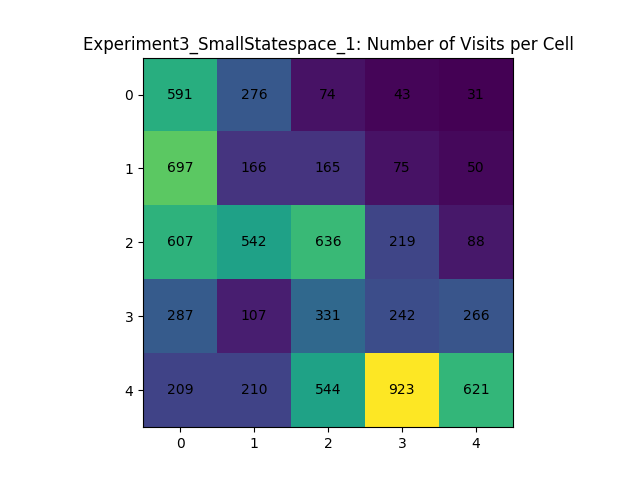 Experiment3_SmallStatespace_1: Number of Visits per Cell
0 591 276 74 43 31
1 697 166 165 75 50
2 607 542 636 219 88
3 287 107 331 242 266
4 209 210 544 923 621
0 1 2 3 4